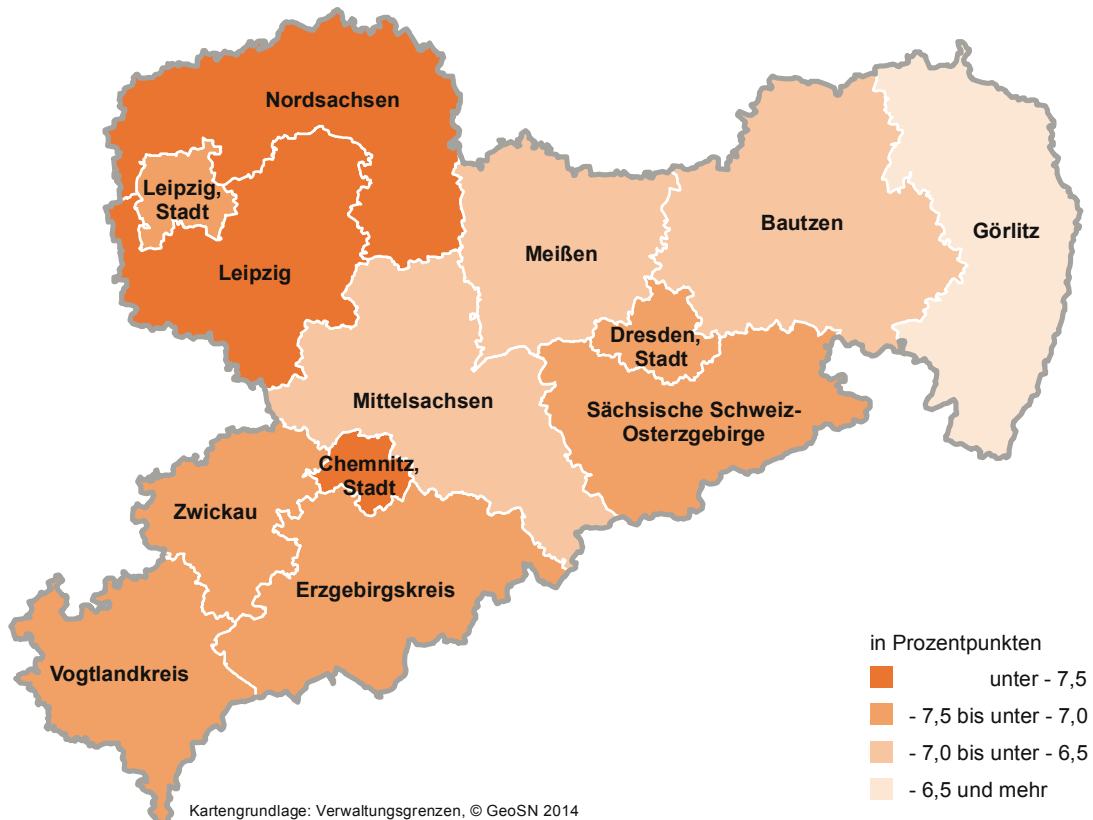 Nordsachsen
Leipzig,
Stadt
Leipzig
Meißen
Bautzen
Görlitz
Dresden,
Stadt
Mittelsachsen
Sächsische Schweiz-
Osterzgebirge
Chemnitz,
Stadt
Zwickau
Erzgebirgskreis
Vogtlandkreis
in Prozentpunkten
unter - 7,5
- 7,5 bis unter - 7,0
- 7,0 bis unter - 6,5
- 6,5 und mehr
Kartengrundlage: Verwaltungsgrenzen, © GeoSN 2014